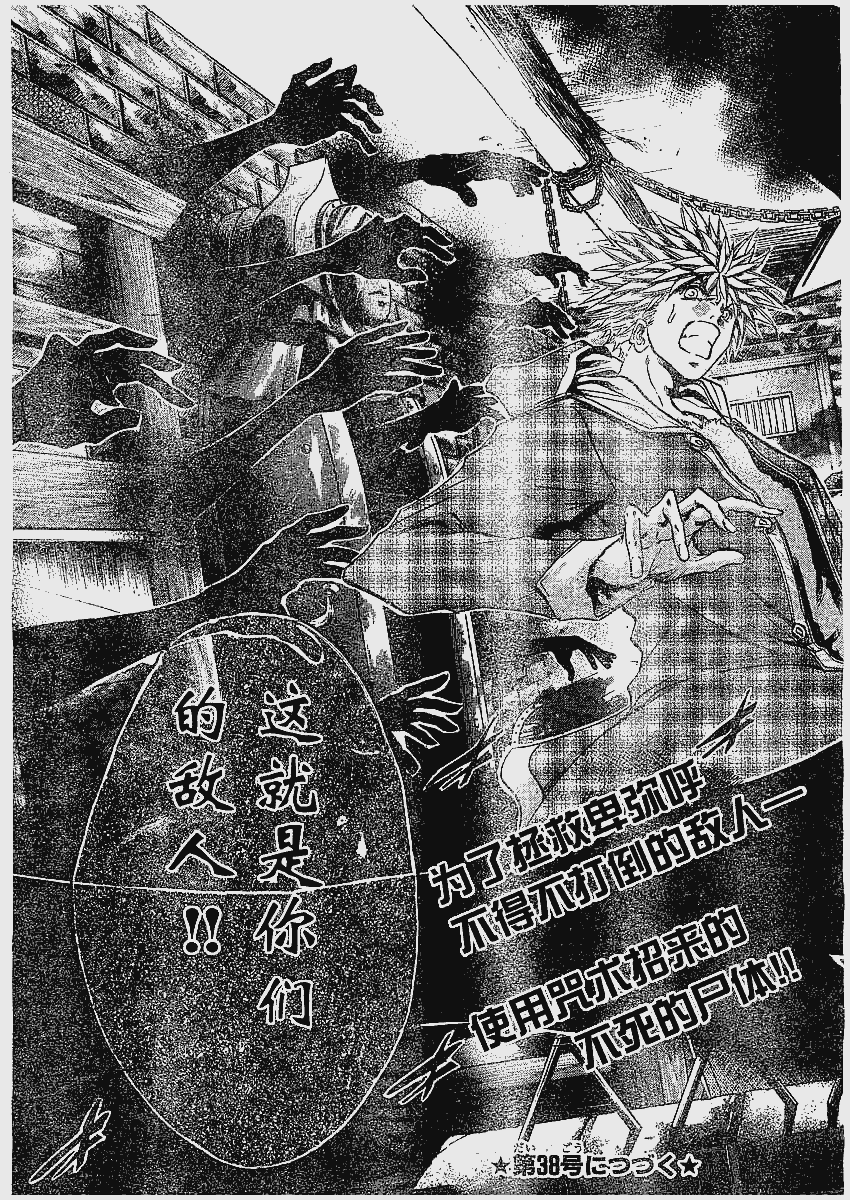 这就是你们
的敌人!!
为了拯救卑弥呼
不得不打倒的敌人—
使用咒术招来的
不死的尸体!!
☆第38号につづく★